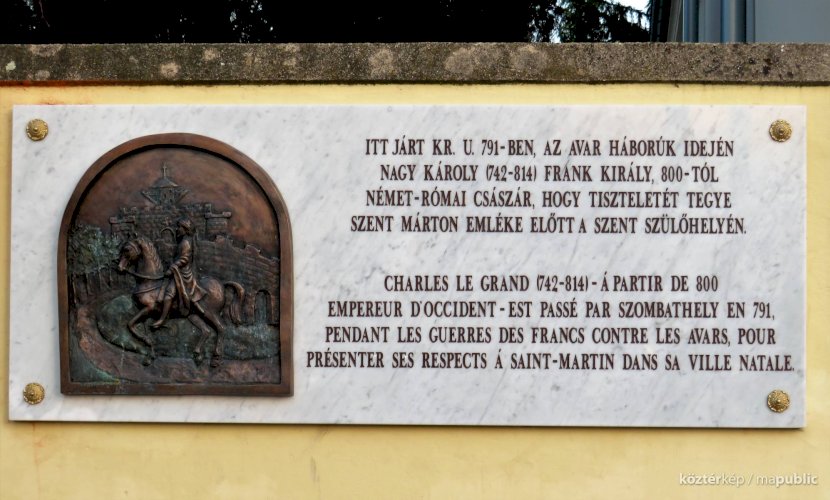 ITT JÁRT KR. U. 791-BEN, AZ AVAR HÁBORÚK IDEJÉN
NAGY KÁROLY (742-814) FRANK KIRÁLY, 800-TÓL
NÉMET-RÓMAI CSÁSZÁR, HOGY TISZTELETÉT TEGYE
SZENT MÁRTON EMLÉKE ELŐTT A SZENT SZÜLŐHELYÉN.
CHARLES LE GRAND (742-814)-Á PARTIR DE 800
EMPEREUR D'OCCIDENT-EST PASSÉ PAR SZOMBATHELY EN 791,
PENDANT LES GUERRES DES FRANCS CONTRE LES AVARS, POUR
PRÉSENTER SES RESPECTS Á SAINT-MARTIN DANS SA VILLE NATALE.
köztérkép / mapublic